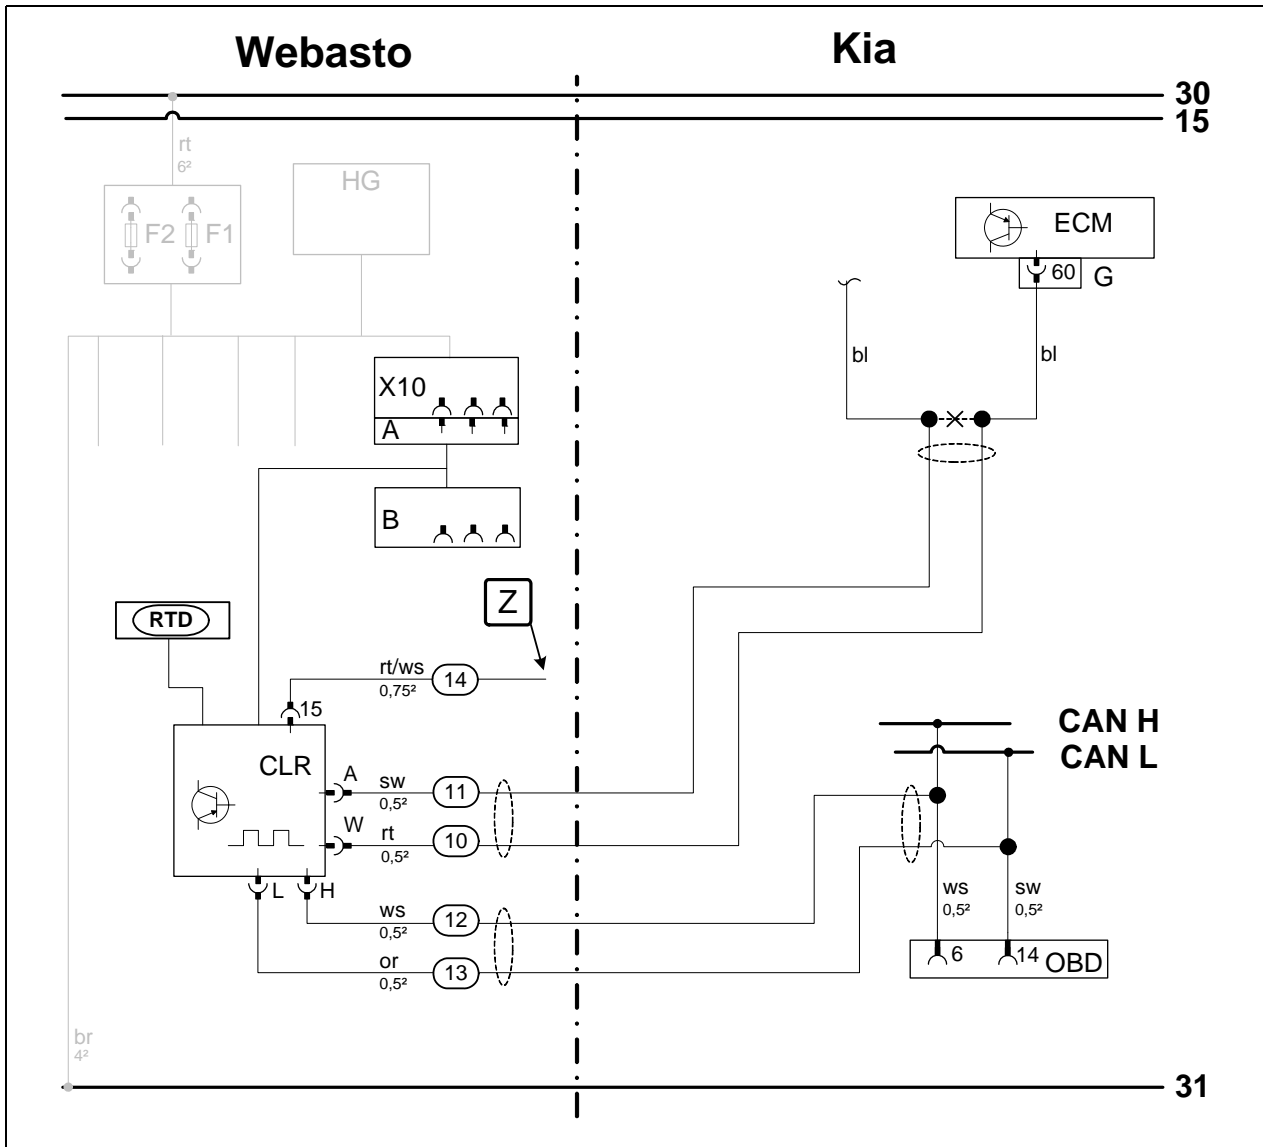 Webasto
Kia
30
15
rt
6²
HG
F2
F1
ECM
60
G
bl
bl
X10
A
B
Z
RTD
rt/ws
0,75²
14
15
CAN H
CAN L
CLR
A
sw
0,5²
11
W
rt
0,5²
10
L
H
ws
0,5²
12
or
0,5²
13
ws
0,5²
sw
0,5²
6
14
OBD
br
4²
31